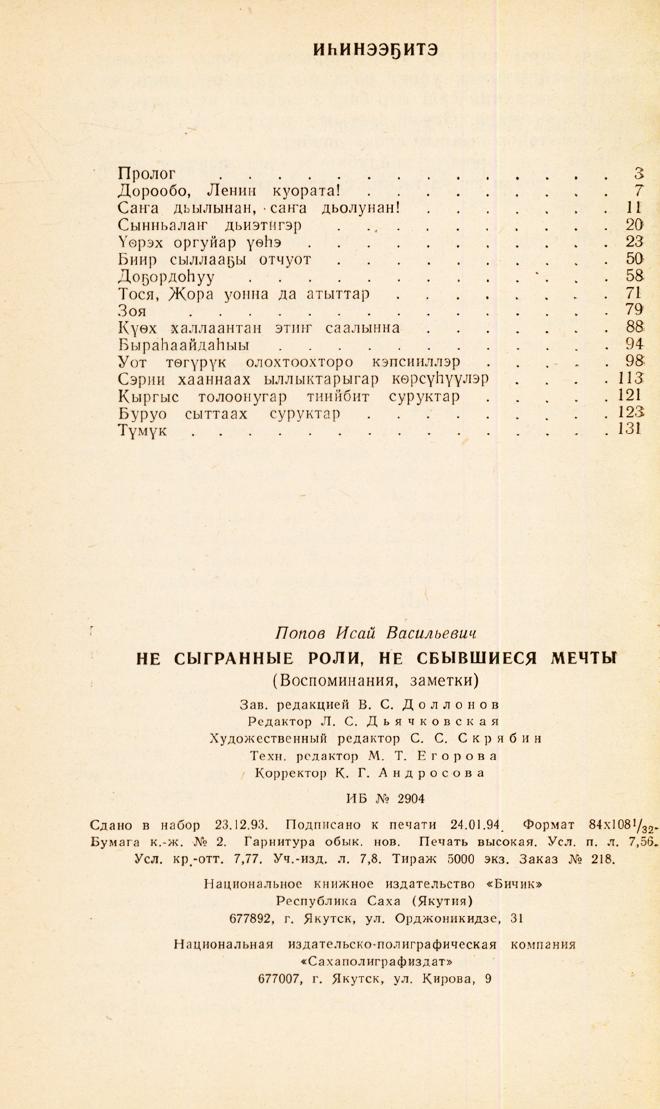 ИҺИНЭЭҔИТЭ
Пролог . . . . . . . . . . . . . . 3
Дорообо, Ленин куората! . . . . . . . . . 7
Саҥа дьылынан, саҥа дьолунан! . . . . . . . 11
Сынньалаҥ дьиэтигэр . . . . . . . . . . 20
Үөрэх оргуйар үөһэ . . . . . . . . . . . 23
Биир сыллааҕы отчуот . . . . . . . . . . 50
Доҕордоһуу . . . . . . . . . . . . . 58
Тося, Жора уонна да атыттар . . . . . . . . 71
Зоя . . . . . . . . . . . . . . . 79
Күөх халлаантан этиҥ саалынна . . . . . . . 88
Быраһаайдаһыы . . . . . . . . . . . . 94
Уот төгүрүк олохтоохторо кэпсииллэр . . . . . 98
Сэрии хааннаах ыллыктарыгар көрсүһүүлэр . . . . 113
Кыргыс толоонугар тиийбит суруктар . . . . . . 121
Буруо сыттаах суруктар . . . . . . . . . 123
Түмүк . . . . . . . . . . . . . . . 131
Попов Исай Васильевич
НЕ СЫГРАННЫЕ РОЛИ, НЕ СБЫВШИЕСЯ МЕЧТЫ
(Воспоминания, заметки)
Зав. редакцией В. С. Доллонов
Редактор Л. С. Дьячковская
Художественный редактор С. С. Скрябин
Техн. редактор М. Т. Егорова
Корректор К. Г. Андросова
ИБ № 2904
Сдано в набор 23.12.93. Подписано к печати 24.01.94. Формат 84х108 1/32.
Бумага к.-ж. № 2. Гарнитура обык. нов. Печать высокая. Усл. п. л. 7,56.
Усл. кр.-отт. 7,77. Уч.-изд. л. 7,8. Тираж 5000 экз. Заказ № 218.
Национальное книжное издательство «Бичик»
Республика Саха (Якутия)
677892, г. Якутск, ул. Орджоникидзе, 31
Национальная издательско-полиграфическая компания
«Сахаполиграфиздат»
677007, г. Якутск, ул. Кирова, 9